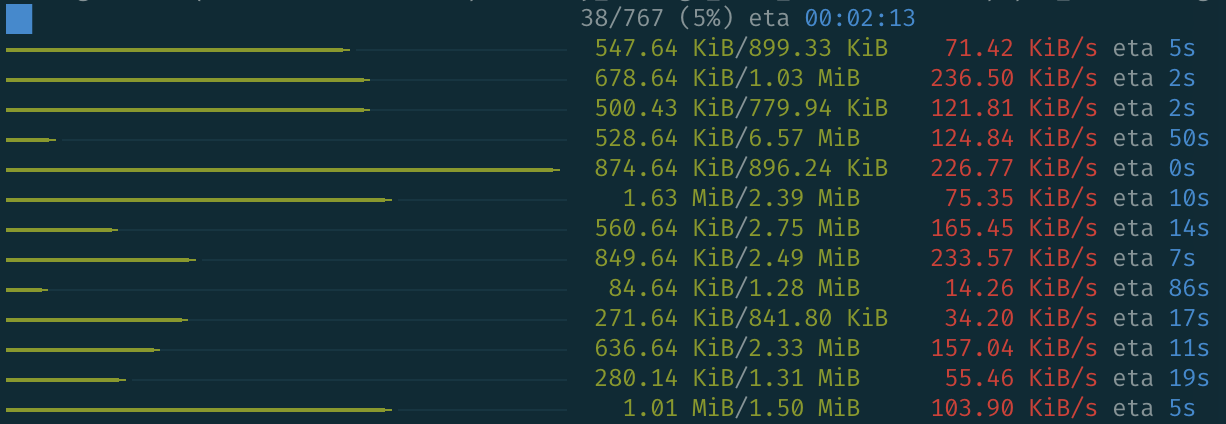 38/767 (5%) eta 00:02:13
547.64 KiB/899.33 KiB 71.42 KiB/s eta 5s
678.64 KiB/1.03 MiB 236.50 KiB/s eta 2s
500.43 KiB/779.94 KiB 121.81 KiB/s eta 2s
528.64 KiB/6.57 MiB 124.84 KiB/s eta 50s
874.64 KiB/896.24 KiB 226.77 KiB/s eta 0s
1.63 MiB/2.39 MiB 75.35 KiB/s eta 10s
560.64 KiB/2.75 MiB 165.45 KiB/s eta 14s
849.64 KiB/2.49 MiB 233.57 KiB/s eta 7s
84.64 KiB/1.28 MiB 14.26 KiB/s eta 86s
271.64 KiB/841.80 KiB 34.20 KiB/s eta 17s
636.64 KiB/2.33 MiB 157.04 KiB/s eta 11s
280.14 KiB/1.31 MiB 55.46 KiB/s eta 19s
1.01 MiB/1.50 MiB 103.90 KiB/s eta 5s